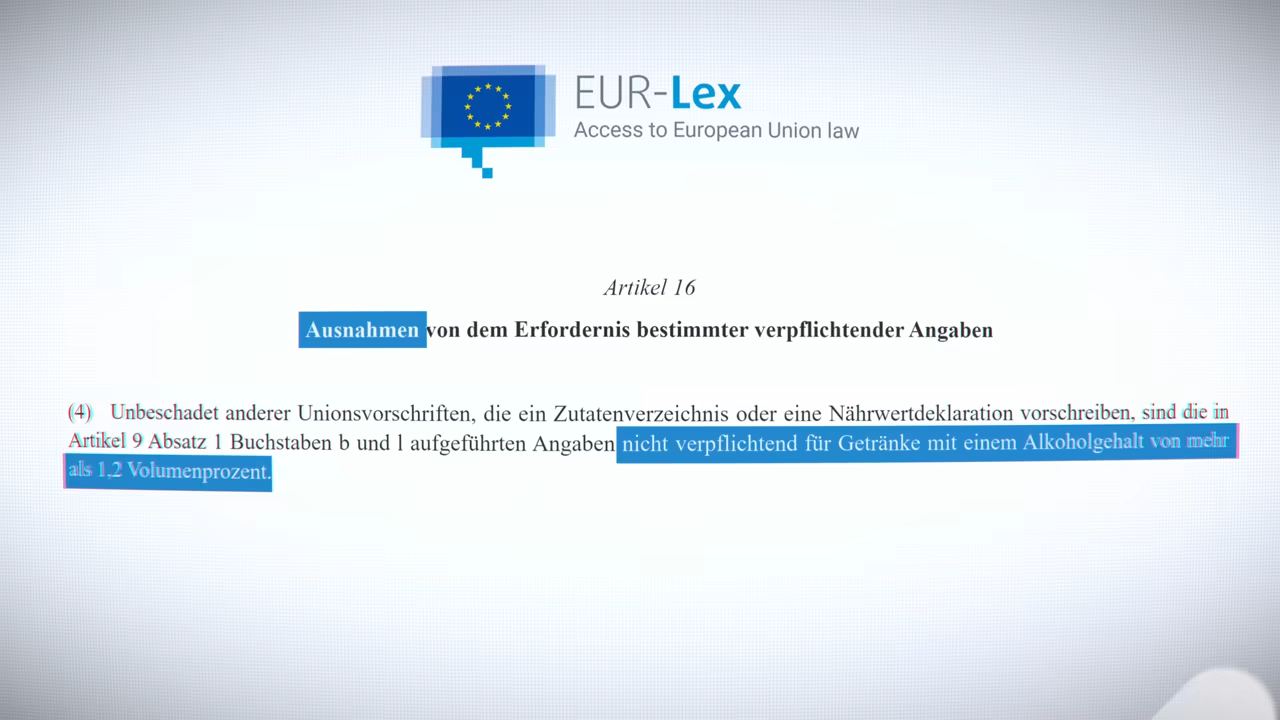 EUR-Lex
Access to European Union law
Artikel 16
Ausnahmen von dem Erfordernis bestimmter verpflichtender Angaben
(4) Unbeschadet anderer Unionsvorschriften, die ein Zutatenverzeichnis oder eine Nährwertdeklaration vorschreiben, sind die in
Artikel 9 Absatz 1 Buchstaben b und l aufgeführten Angaben nicht verpflichtend für Getränke mit einem Alkoholgehalt von mehr
als 1,2 Volumenprozent.